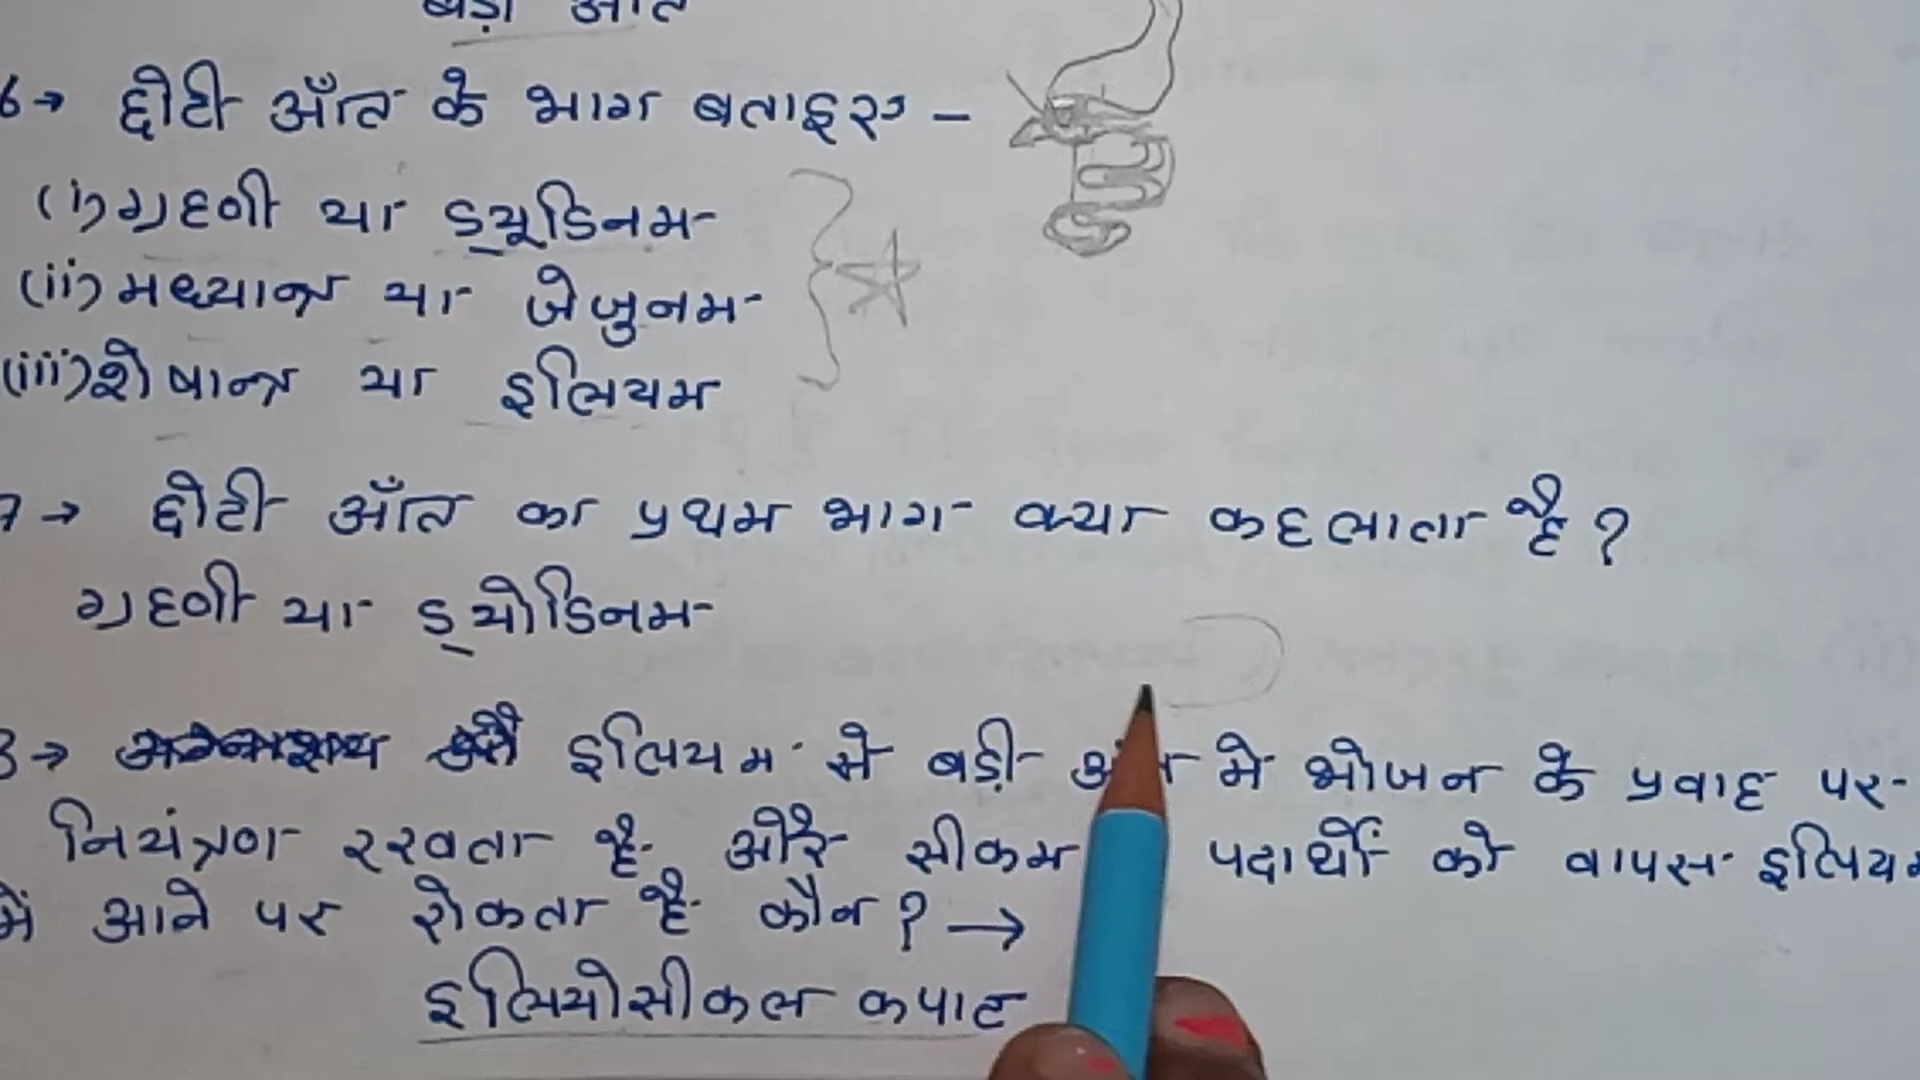 बड़ी आँत
6→ छोटी आँत के भाग बताइए -
(i) ग्रहणी या ड्यूडिनम
(ii) मध्यान्त्र या जेजुनम
(iii) शेषान्त्र या इलियम
7→ छोटी आँत का प्रथम भाग क्या कहलाता है?
ग्रहणी या ड्योडिनम
8→ इलियम से बड़ी में भोजन के प्रवाह पर
नियंत्रण रखता है और सीकम पदार्थों को वापस इलियम
में आने पर रोकता है कौन? →
इलियोसीकल कपाट